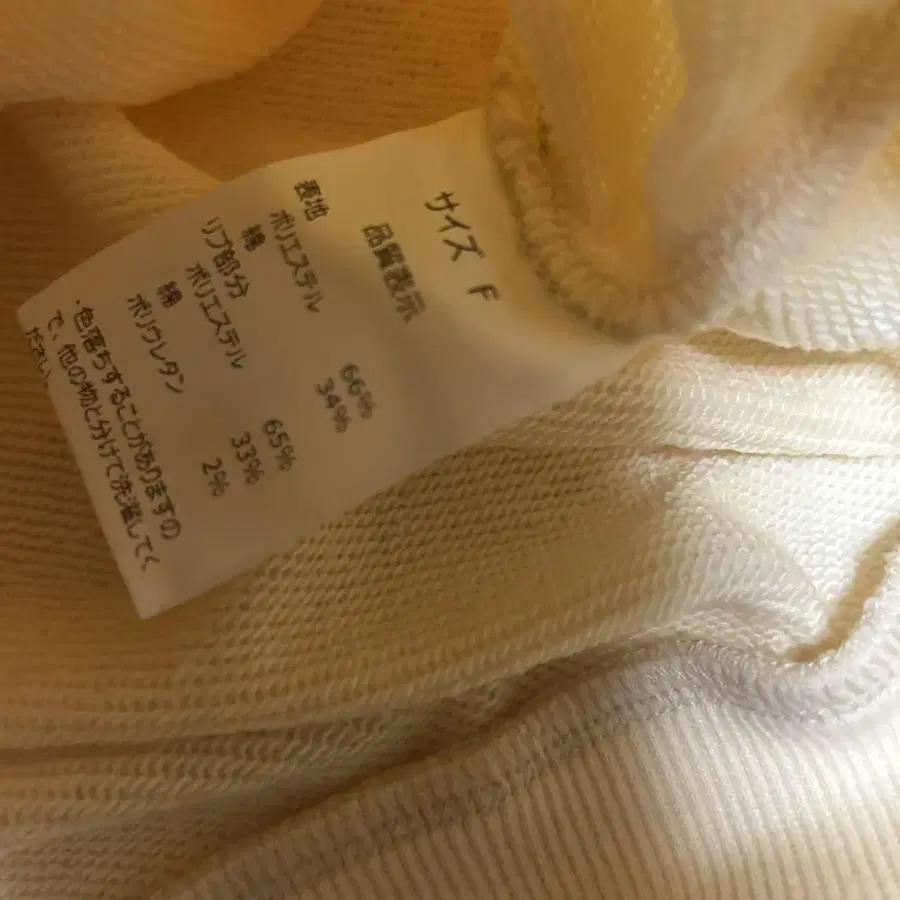 サイズ F
品質表示
表地
ポリエステル 66%
綿 34%
リブ部分
ポリエステル 65%
綿 33%
ポリウレタン 2%
・色落ちすることがありますの
で、他の物と分けて洗濯してく
ださい